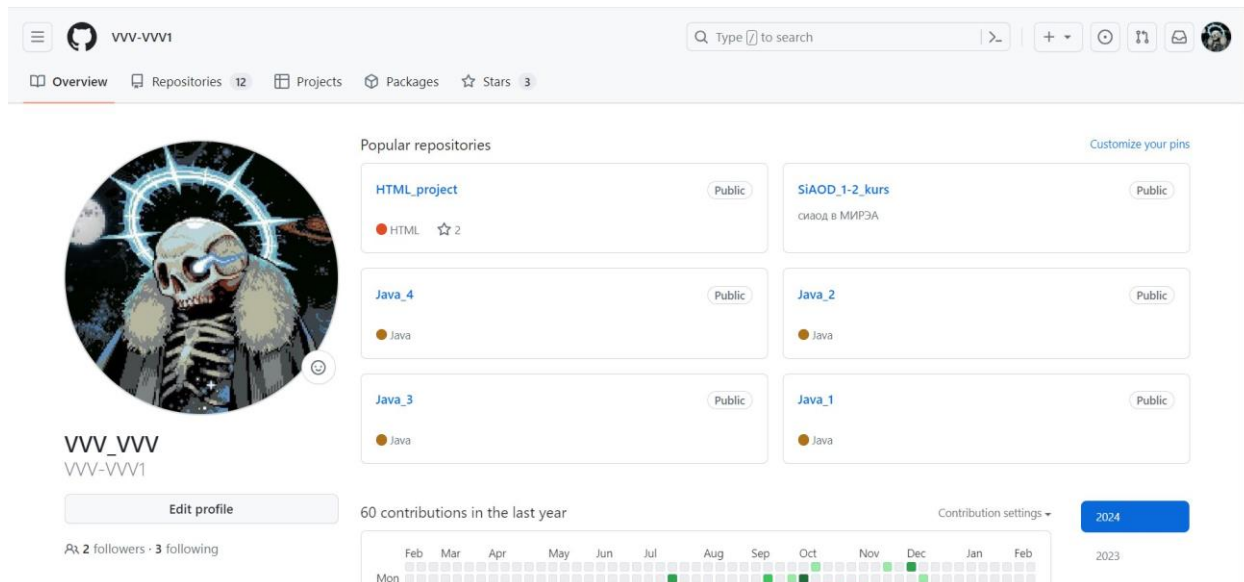 VVV-VVV1
Type / to search
Overview Repositories 12 Projects Packages Stars 3
Popular repositories Customize your pins
HTML_project Public
HTML 2
SiAOD_1-2_kurs Public
сиаод в МИРЭА
Java_4 Public
Java
Java_2 Public
Java
Java_3 Public
Java
Java_1 Public
Java
VVV_VVV
VVV-VVV1
Edit profile
2 followers · 3 following
60 contributions in the last year Contribution settings
2024
2023
Feb Mar Apr May Jun Jul Aug Sep Oct Nov Dec Jan Feb
Mon